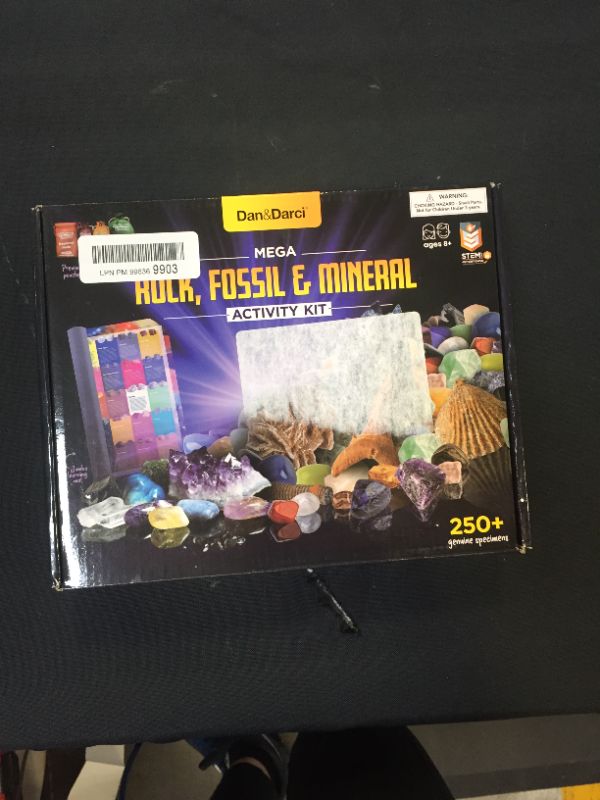 Dan&Darci
WARNING:
CHOKING HAZARD - Small Parts.
Not for Children Under 3 years
ages 8+
STEM
LPN PM 99836 9903
MEGA
ROCK, FOSSIL & MINERAL
ACTIVITY KIT
250+
genuine specimens